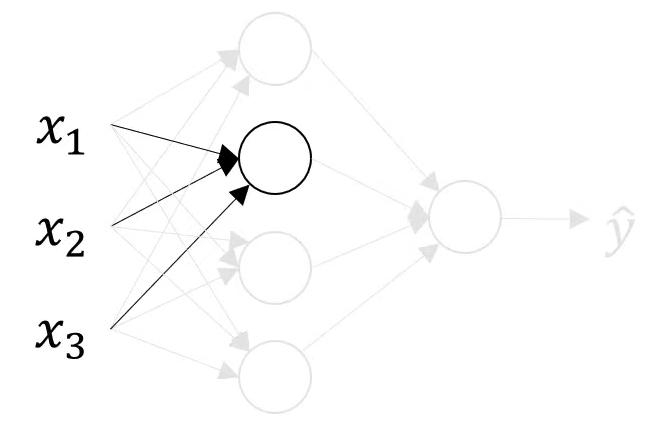 x₁
x₂
ŷ
x₃